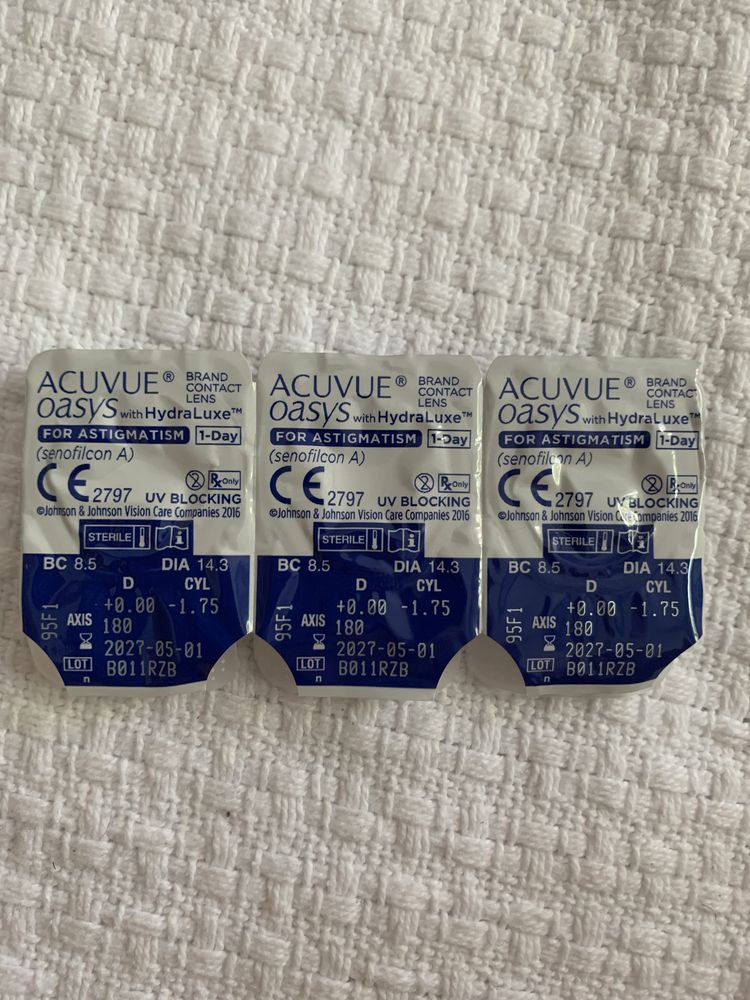 ACUVUE® BRAND CONTACT LENS
oasys with HydraLuxe™
FOR ASTIGMATISM 1-Day
(senofilcon A)
CE 2797 Rx Only
UV BLOCKING
©Johnson & Johnson Vision Care Companies 2016
STERILE i
BC 8.5 DIA 14.3
D CYL
+0.00 -1.75
95F1 AXIS 180
2027-05-01
LOT B011RZB
n
ACUVUE® BRAND CONTACT LENS
oasys with HydraLuxe™
FOR ASTIGMATISM 1-Day
(senofilcon A)
CE 2797 Rx Only
UV BLOCKING
©Johnson & Johnson Vision Care Companies 2016
STERILE i
BC 8.5 DIA 14.3
D CYL
+0.00 -1.75
95F1 AXIS 180
2027-05-01
LOT B011RZB
n
ACUVUE® BRAND CONTACT LENS
oasys with HydraLuxe™
FOR ASTIGMATISM 1-Day
(senofilcon A)
CE 2797 Rx Only
UV BLOCKING
©Johnson & Johnson Vision Care Companies 2016
STERILE i
BC 8.5 DIA 14.3
D CYL
+0.00 -1.75
95F1 AXIS 180
2027-05-01
LOT B011RZB
n